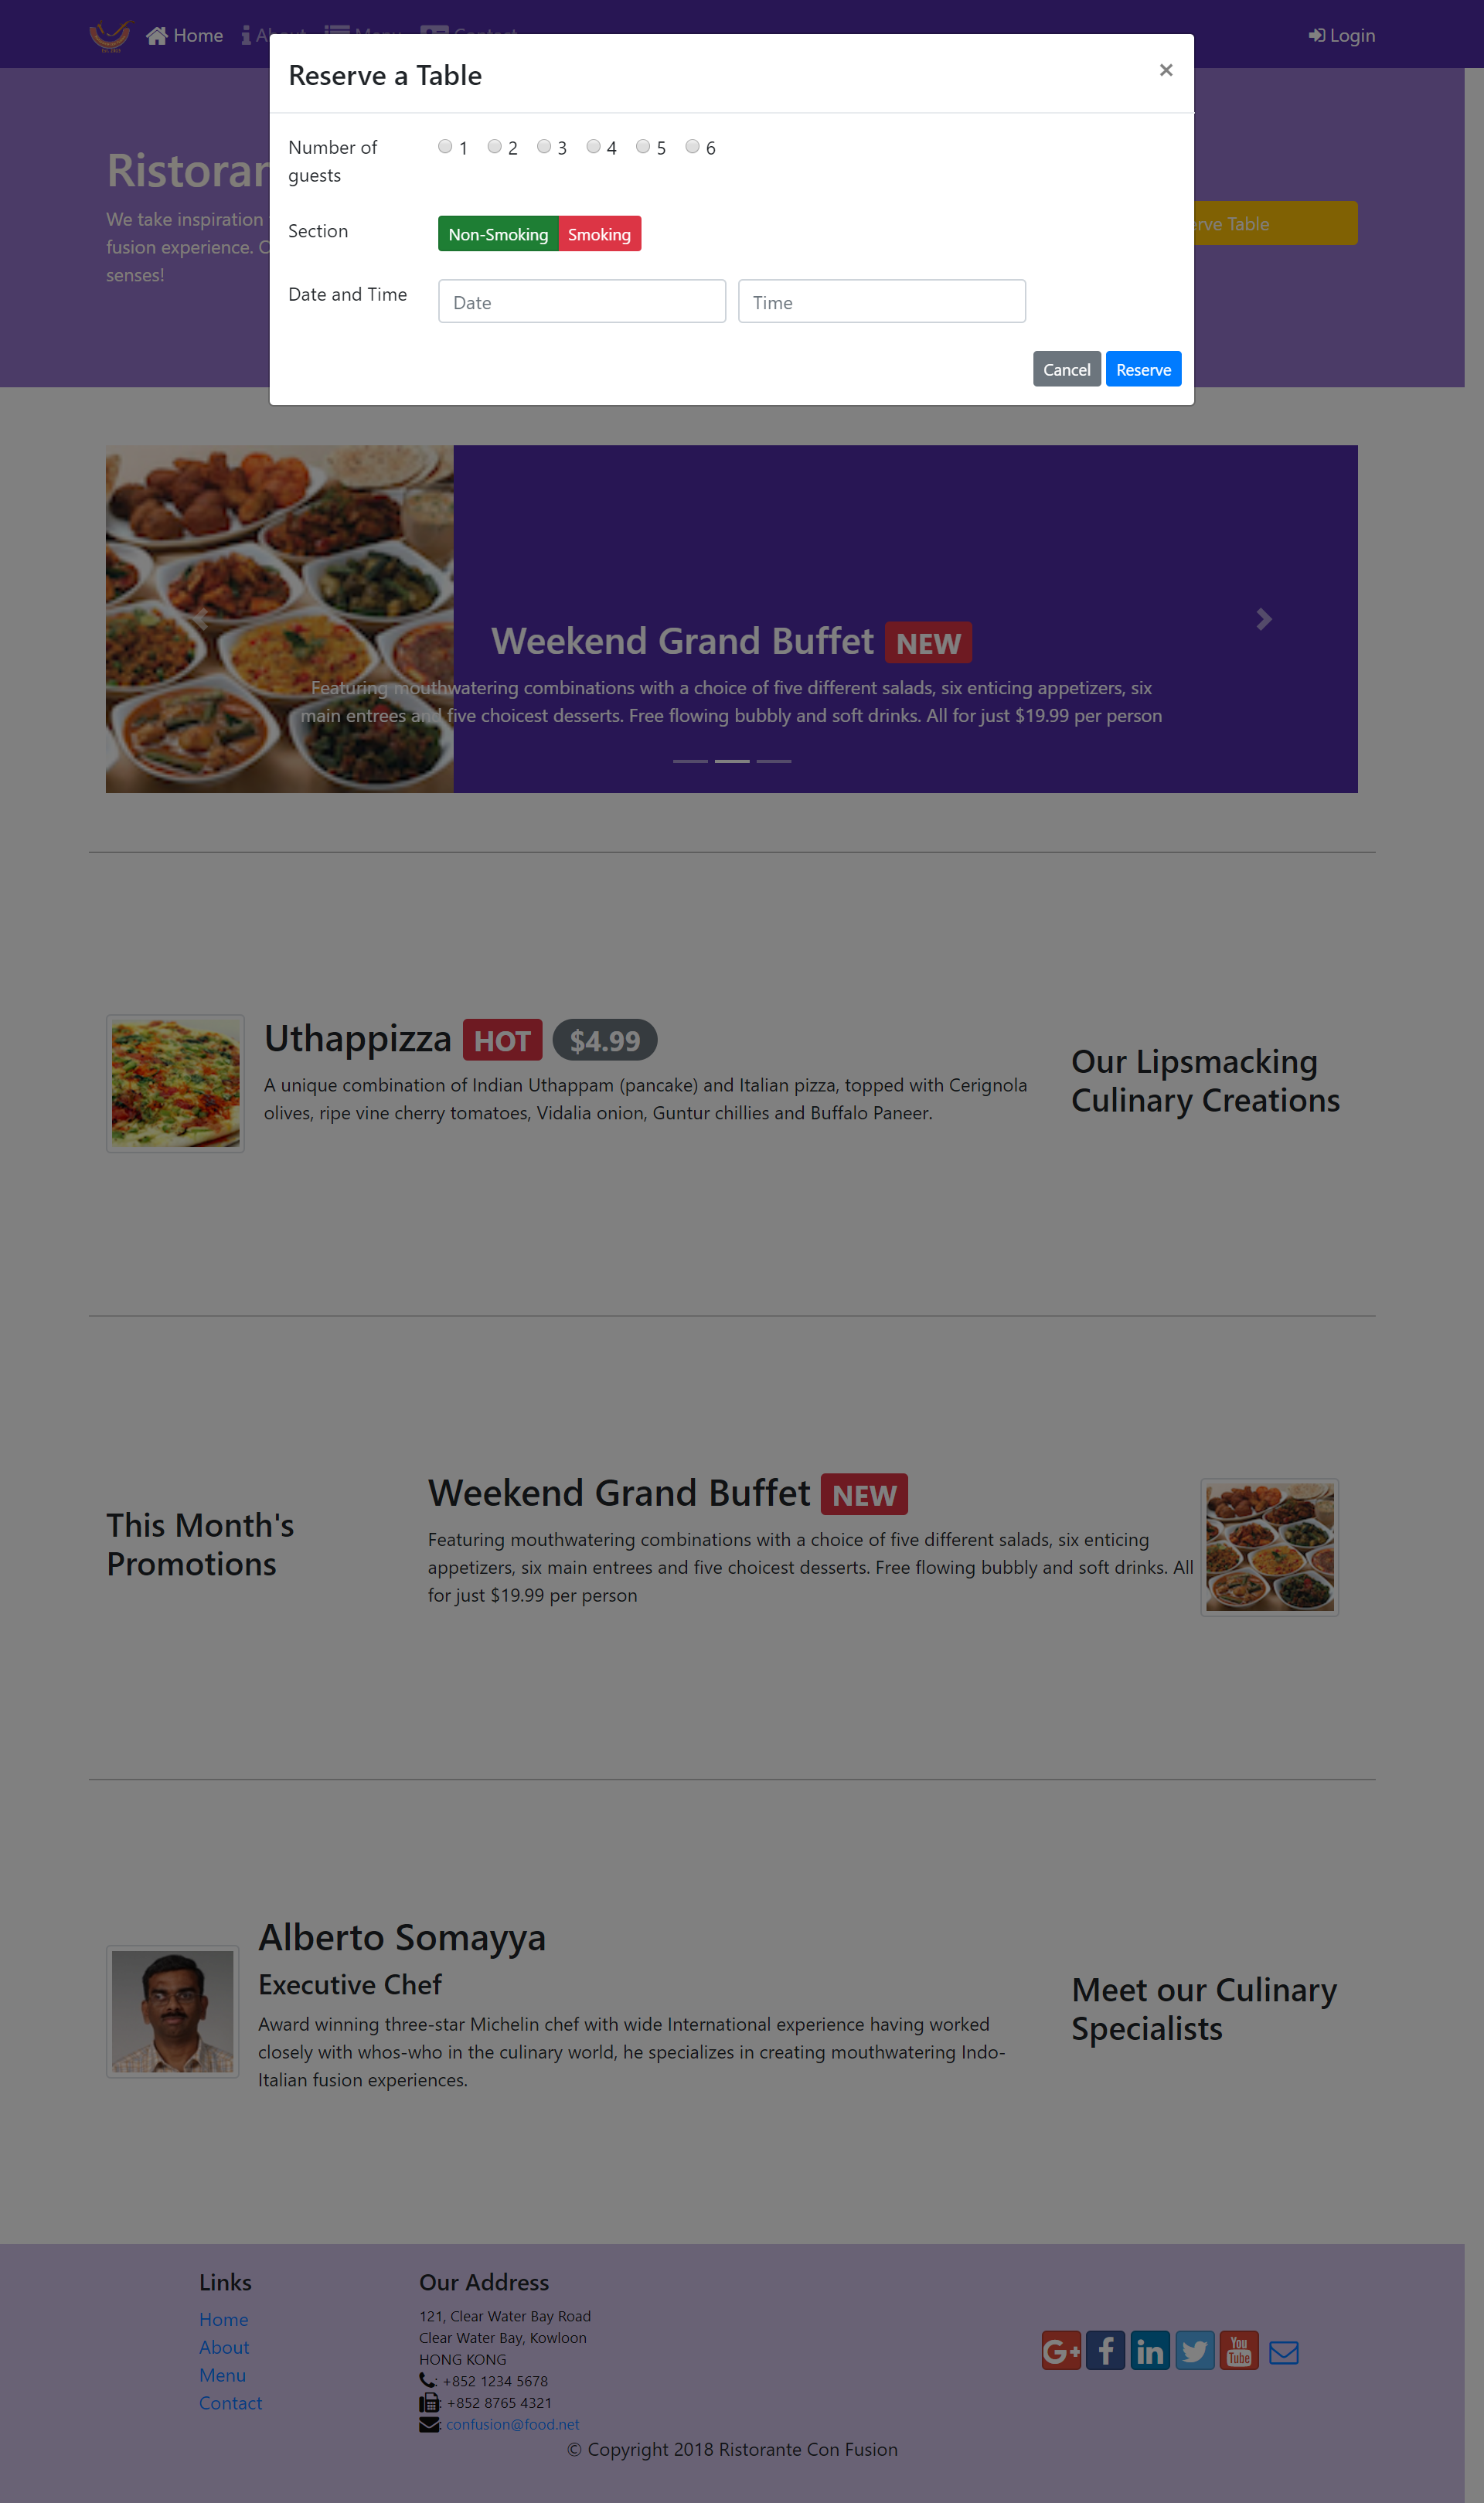 Home About Menu Contact Login
Reserve a Table ×
Number of guests 1 2 3 4 5 6
Section Non-Smoking Smoking
Date and Time Date Time
Cancel Reserve
Ristorar
We take inspiration
fusion experience. C
senses!
rve Table
Weekend Grand Buffet NEW
Featuring mouthwatering combinations with a choice of five different salads, six enticing appetizers, six
main entrees and five choicest desserts. Free flowing bubbly and soft drinks. All for just $19.99 per person
Uthappizza HOT $4.99
A unique combination of Indian Uthappam (pancake) and Italian pizza, topped with Cerignola
olives, ripe vine cherry tomatoes, Vidalia onion, Guntur chillies and Buffalo Paneer.
Our Lipsmacking
Culinary Creations
This Month's
Promotions
Weekend Grand Buffet NEW
Featuring mouthwatering combinations with a choice of five different salads, six enticing
appetizers, six main entrees and five choicest desserts. Free flowing bubbly and soft drinks. All
for just $19.99 per person
Alberto Somayya
Executive Chef
Award winning three-star Michelin chef with wide International experience having worked
closely with whos-who in the culinary world, he specializes in creating mouthwatering Indo-
Italian fusion experiences.
Meet our Culinary
Specialists
Links
Home
About
Menu
Contact
Our Address
121, Clear Water Bay Road
Clear Water Bay, Kowloon
HONG KONG
: +852 1234 5678
: +852 8765 4321
: confusion@food.net
G+ f in You Tube
© Copyright 2018 Ristorante Con Fusion